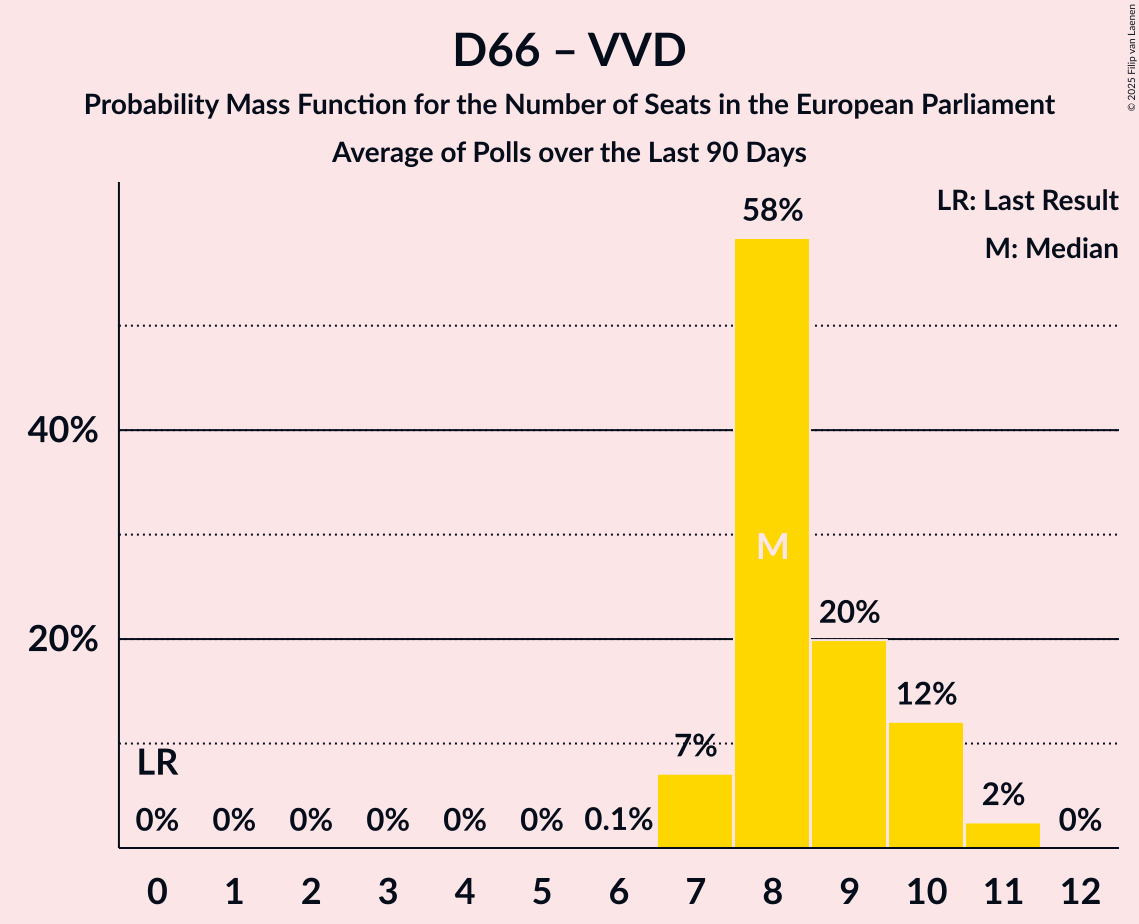 D66 – VVD
Probability Mass Function for the Number of Seats in the European Parliament
Average of Polls over the Last 90 Days
© 2025 Filip van Laenen
LR: Last Result
M: Median
58%
40%
M
20%
20%
12%
LR
7%
2%
0% 0% 0% 0% 0% 0% 0.1% 0%
0 1 2 3 4 5 6 7 8 9 10 11 12